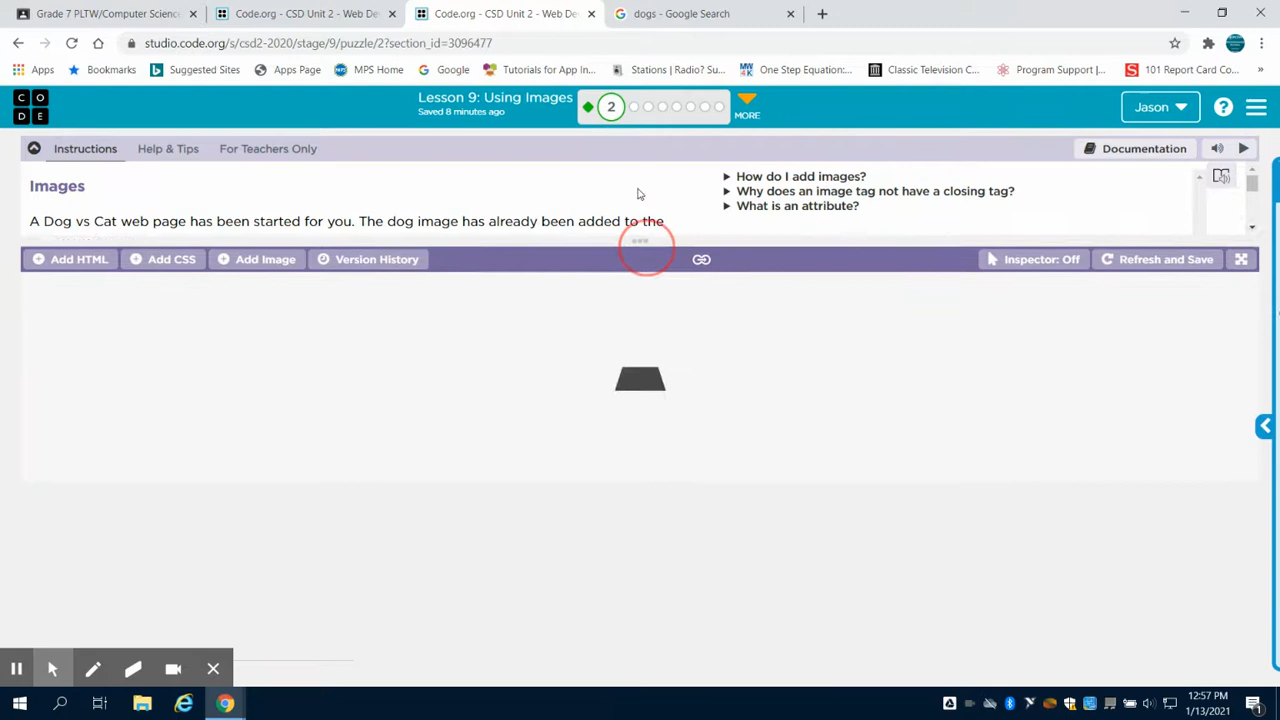 Grade 7 PLTW/Computer Science
Code.org - CSD Unit 2 - Web De
Code.org - CSD Unit 2 - Web De
dogs - Google Search
studio.code.org/s/csd2-2020/stage/9/puzzle/2?section_id=3096477
Apps
Bookmarks
Suggested Sites
Apps Page
MPS Home
Google
Tutorials for App In...
Stations | Radio? Su...
One Step Equation:...
Classic Television C...
Program Support |...
101 Report Card Co...
C O
D E
Lesson 9: Using Images
Saved 8 minutes ago
2
MORE
Jason
Instructions
Help & Tips
For Teachers Only
Documentation
Images
A Dog vs Cat web page has been started for you. The dog image has already been added to the
How do I add images?
Why does an image tag not have a closing tag?
What is an attribute?
Add HTML
Add CSS
Add Image
Version History
Inspector: Off
Refresh and Save
12:57 PM
1/13/2021